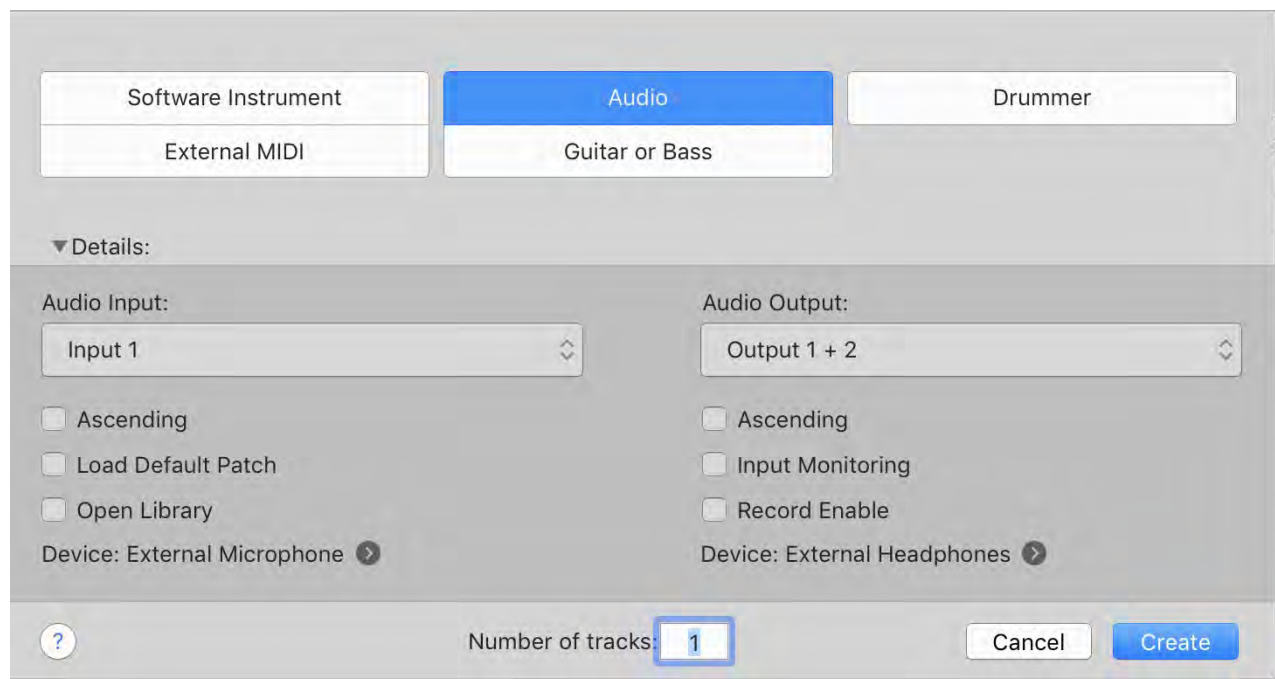 Software Instrument
Audio
Drummer
External MIDI
Guitar or Bass
Details:
Audio Input:
Audio Output:
Input 1
Output 1 + 2
Ascending
Ascending
Load Default Patch
Input Monitoring
Open Library
Record Enable
Device: External Microphone
Device: External Headphones
?
Number of tracks: 1
Cancel
Create